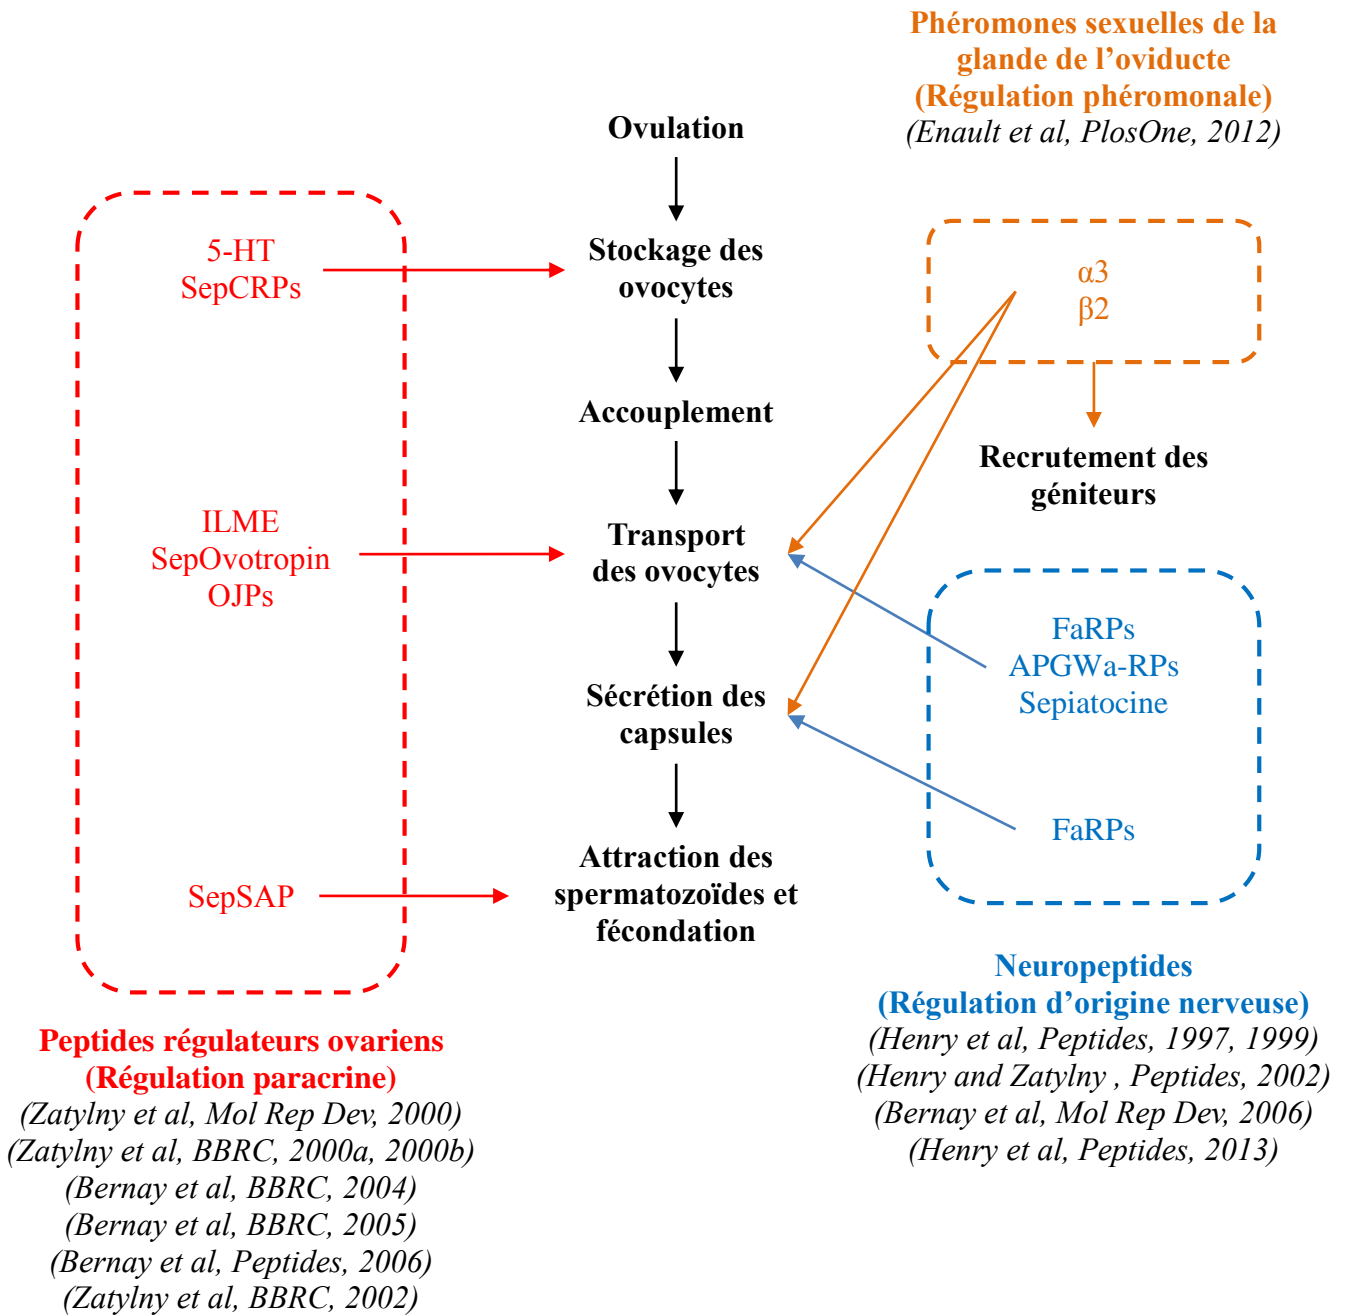 Phéromones sexuelles de la
glande de l’oviducte
(Régulation phéromonale)
(Enault et al, PlosOne, 2012)
Ovulation
5-HT
SepCRPs
Stockage des
ovocytes
α3
β2
Accouplement
Recrutement des
géniteurs
ILME
SepOvotropin
OJPs
Transport
des ovocytes
FaRPs
APGWa-RPs
Sepiatocine
Sécrétion des
capsules
FaRPs
SepSAP
Attraction des
spermatozoïdes et
fécondation
Neuropeptides
(Régulation d’origine nerveuse)
(Henry et al, Peptides, 1997, 1999)
(Henry and Zatylny , Peptides, 2002)
(Bernay et al, Mol Rep Dev, 2006)
(Henry et al, Peptides, 2013)
Peptides régulateurs ovariens
(Régulation paracrine)
(Zatylny et al, Mol Rep Dev, 2000)
(Zatylny et al, BBRC, 2000a, 2000b)
(Bernay et al, BBRC, 2004)
(Bernay et al, BBRC, 2005)
(Bernay et al, Peptides, 2006)
(Zatylny et al, BBRC, 2002)